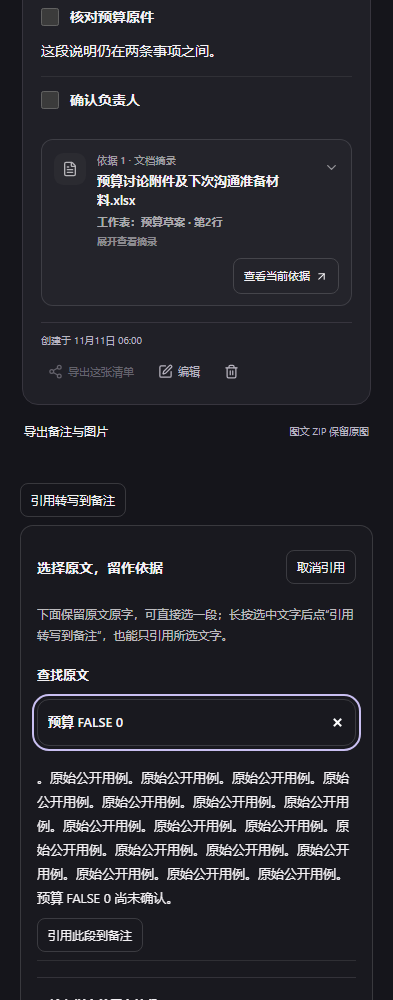 核对预算原件
这段说明仍在两条事项之间。
确认负责人
依据 1 · 文档摘录
预算讨论附件及下次沟通准备材
料.xlsx
工作表：预算草案 · 第2行
展开查看摘录
查看当前依据
创建于 11月11日 06:00
导出这张清单
编辑
导出备注与图片
图文 ZIP 保留原图
引用转写到备注
选择原文，留作依据
取消引用
下面保留原文原字，可直接选一段；长按选中文字后点“引用
转写到备注”，也能只引用所选文字。
查找原文
预算 FALSE 0
。原始公开用例。原始公开用例。原始公开用例。原始
公开用例。原始公开用例。原始公开用例。原始公开用
例。原始公开用例。原始公开用例。原始公开用例。原
始公开用例。原始公开用例。原始公开用例。原始公开
用例。原始公开用例。原始公开用例。原始公开用例。
预算 FALSE 0 尚未确认。
引用此段到备注